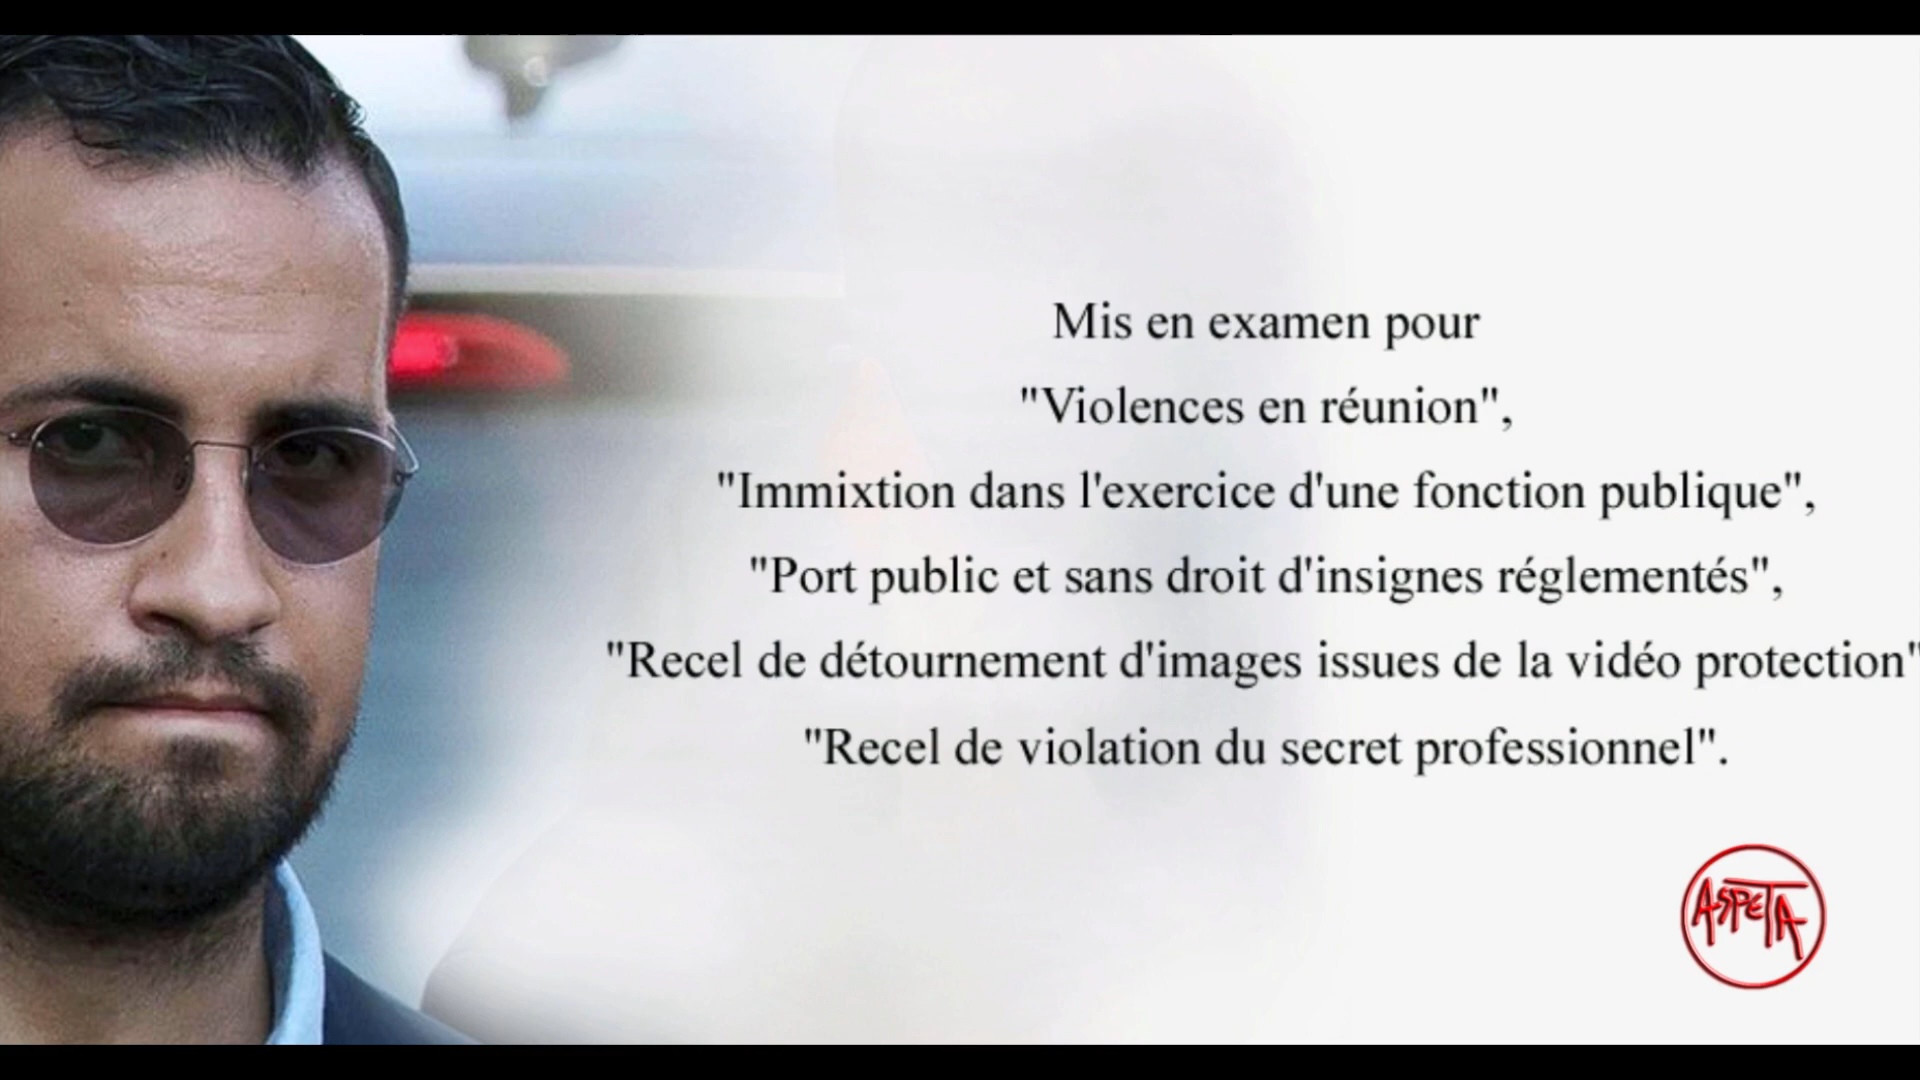 Mis en examen pour
"Violences en réunion",
"Immixtion dans l'exercice d'une fonction publique",
"Port public et sans droit d'insignes réglementés",
"Recel de détournement d'images issues de la vidéo protection"
"Recel de violation du secret professionnel".
ASPETA